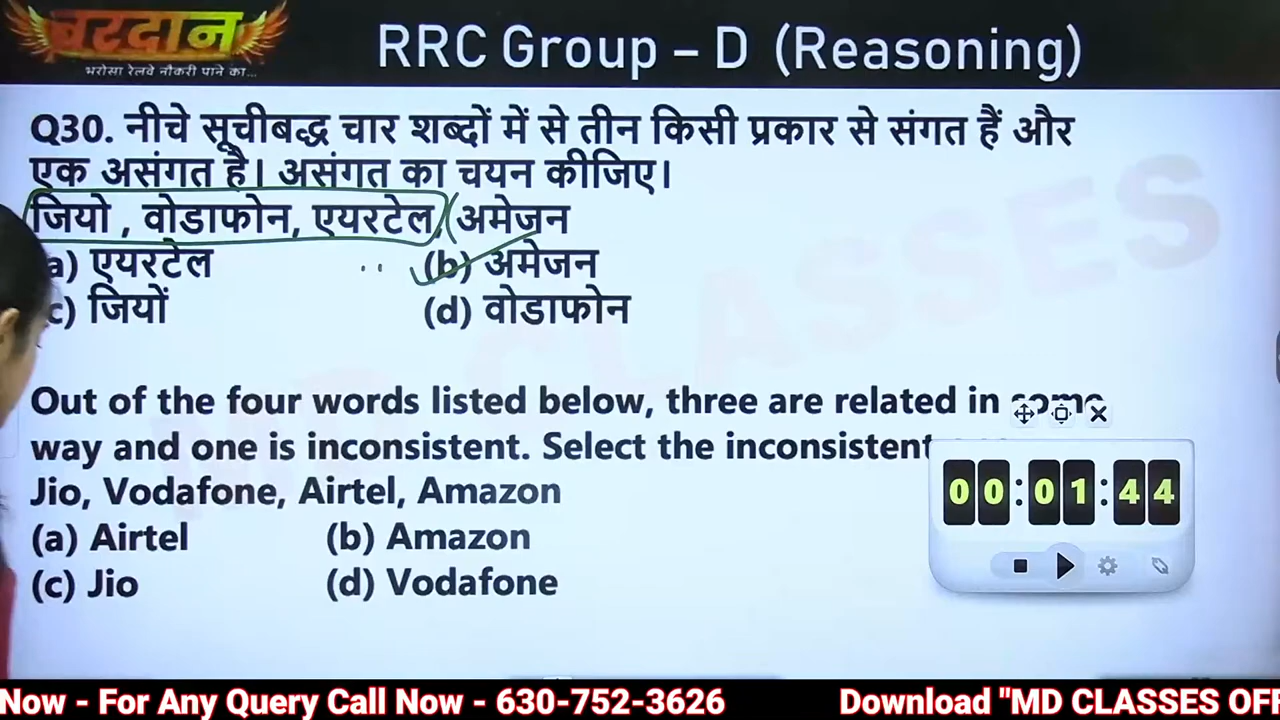 वरदान
भरोसा रेलवे नौकरी पाने का...
RRC Group – D (Reasoning)
Q30. नीचे सूचीबद्ध चार शब्दों में से तीन किसी प्रकार से संगत हैं और
एक असंगत है। असंगत का चयन कीजिए।
जियो , वोडाफोन, एयरटेल, अमेजन
a) एयरटेल (b) अमेजन
c) जियों (d) वोडाफोन
MD CLASSES
Out of the four words listed below, three are related in some
way and one is inconsistent. Select the inconsistent
Jio, Vodafone, Airtel, Amazon
(a) Airtel (b) Amazon
(c) Jio (d) Vodafone
00:01:44
Now - For Any Query Call Now - 630-752-3626 Download "MD CLASSES OFF